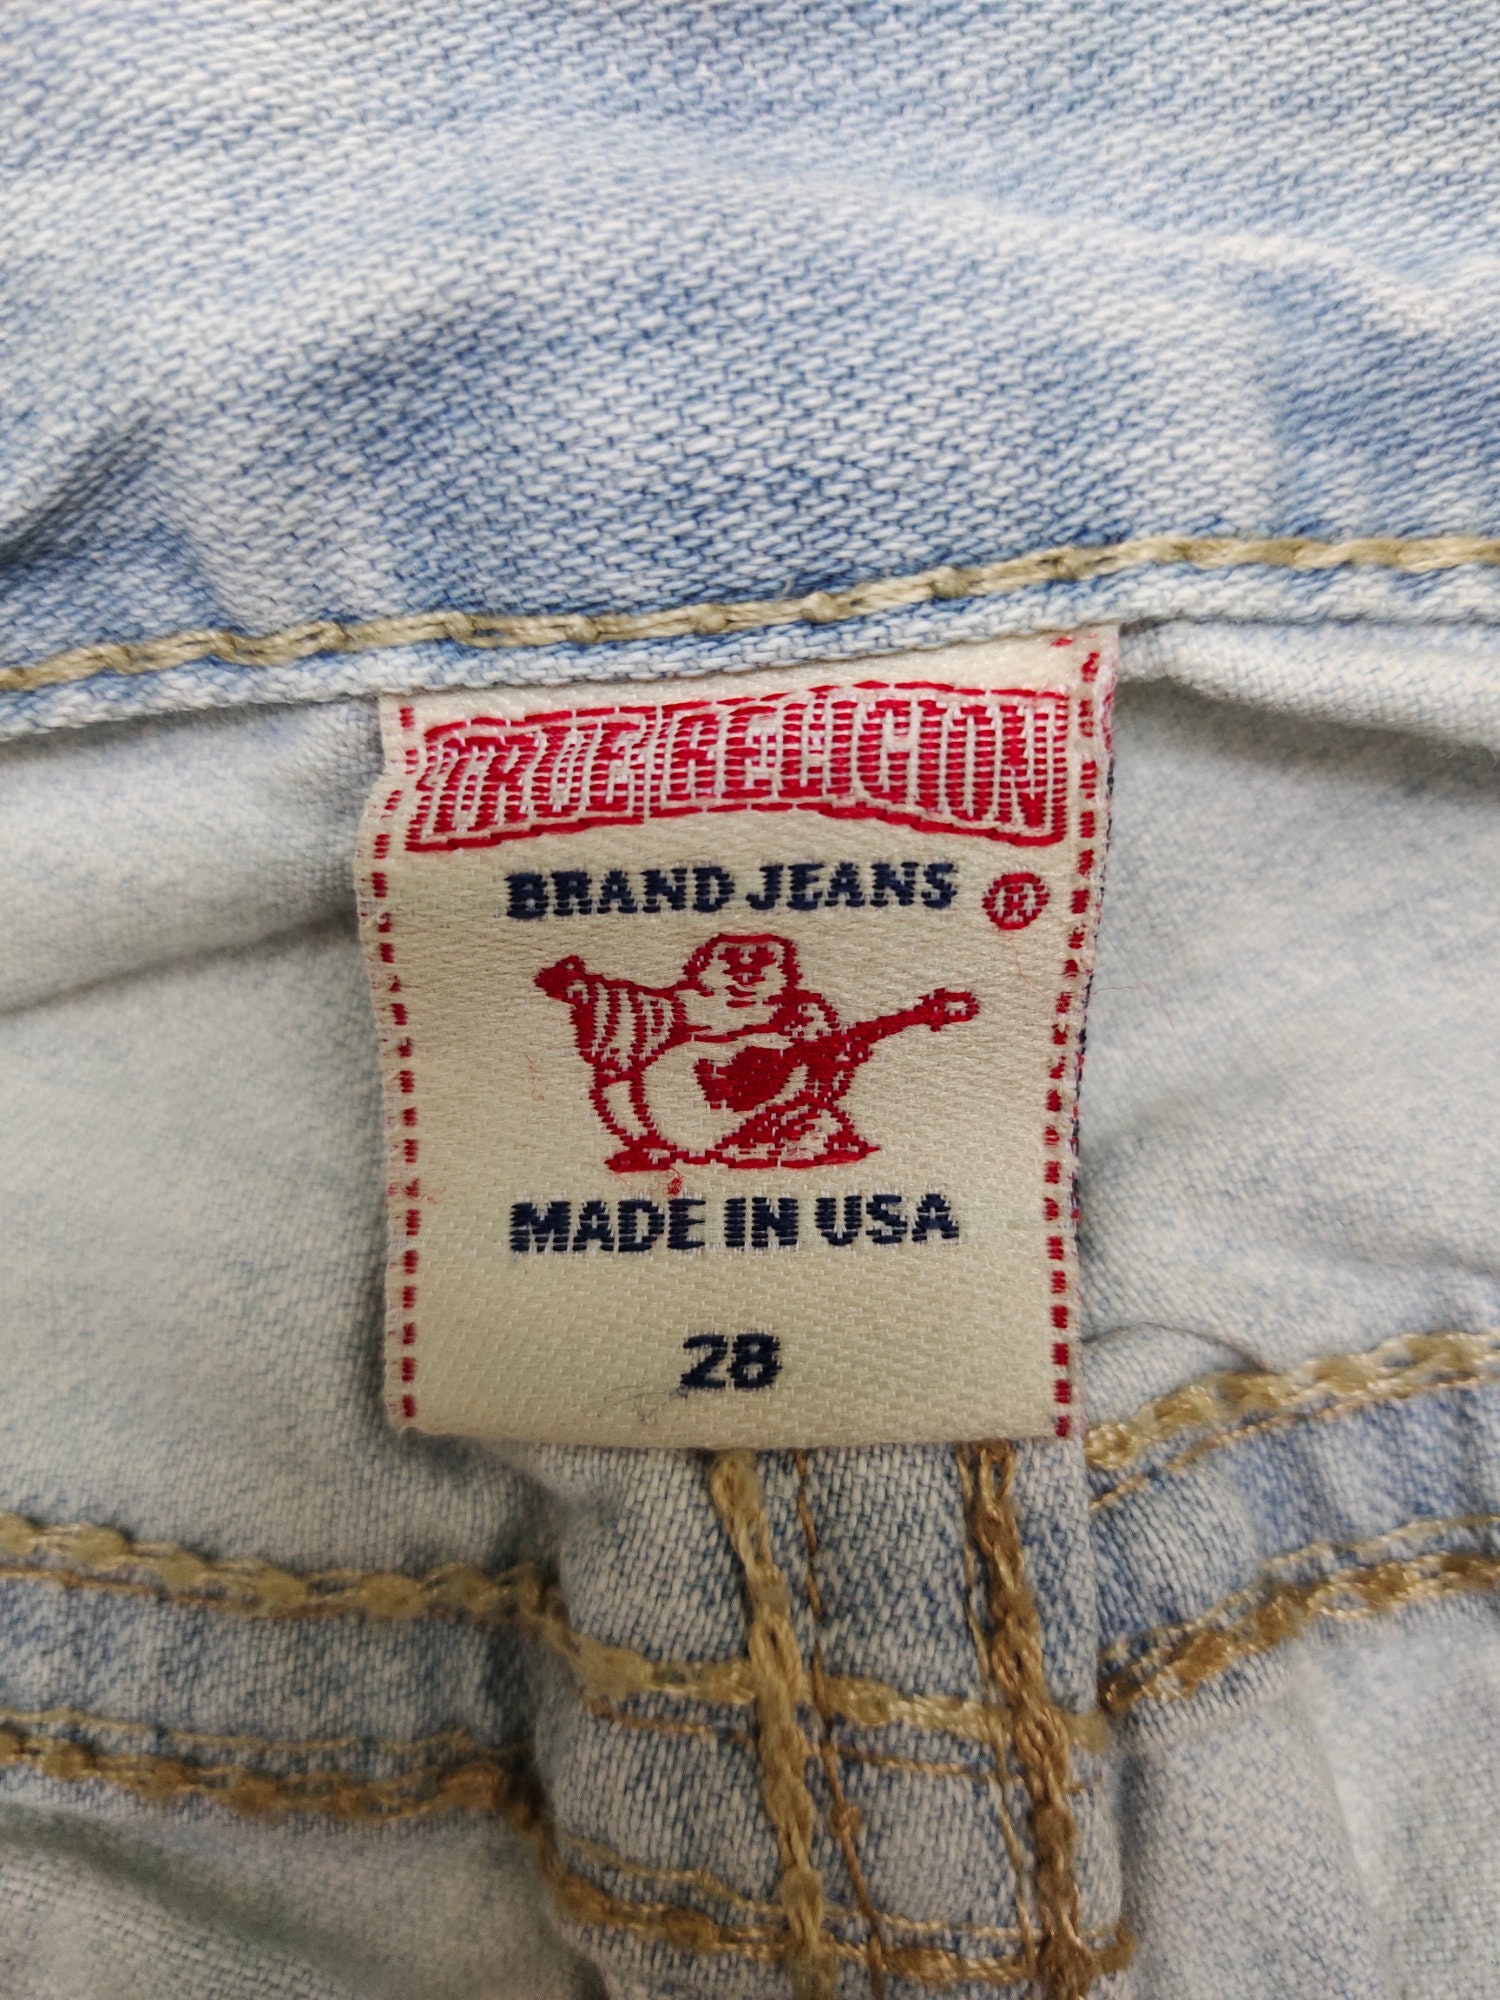 TRUE RELIGION
BRAND JEANS ®
MADE IN USA
28